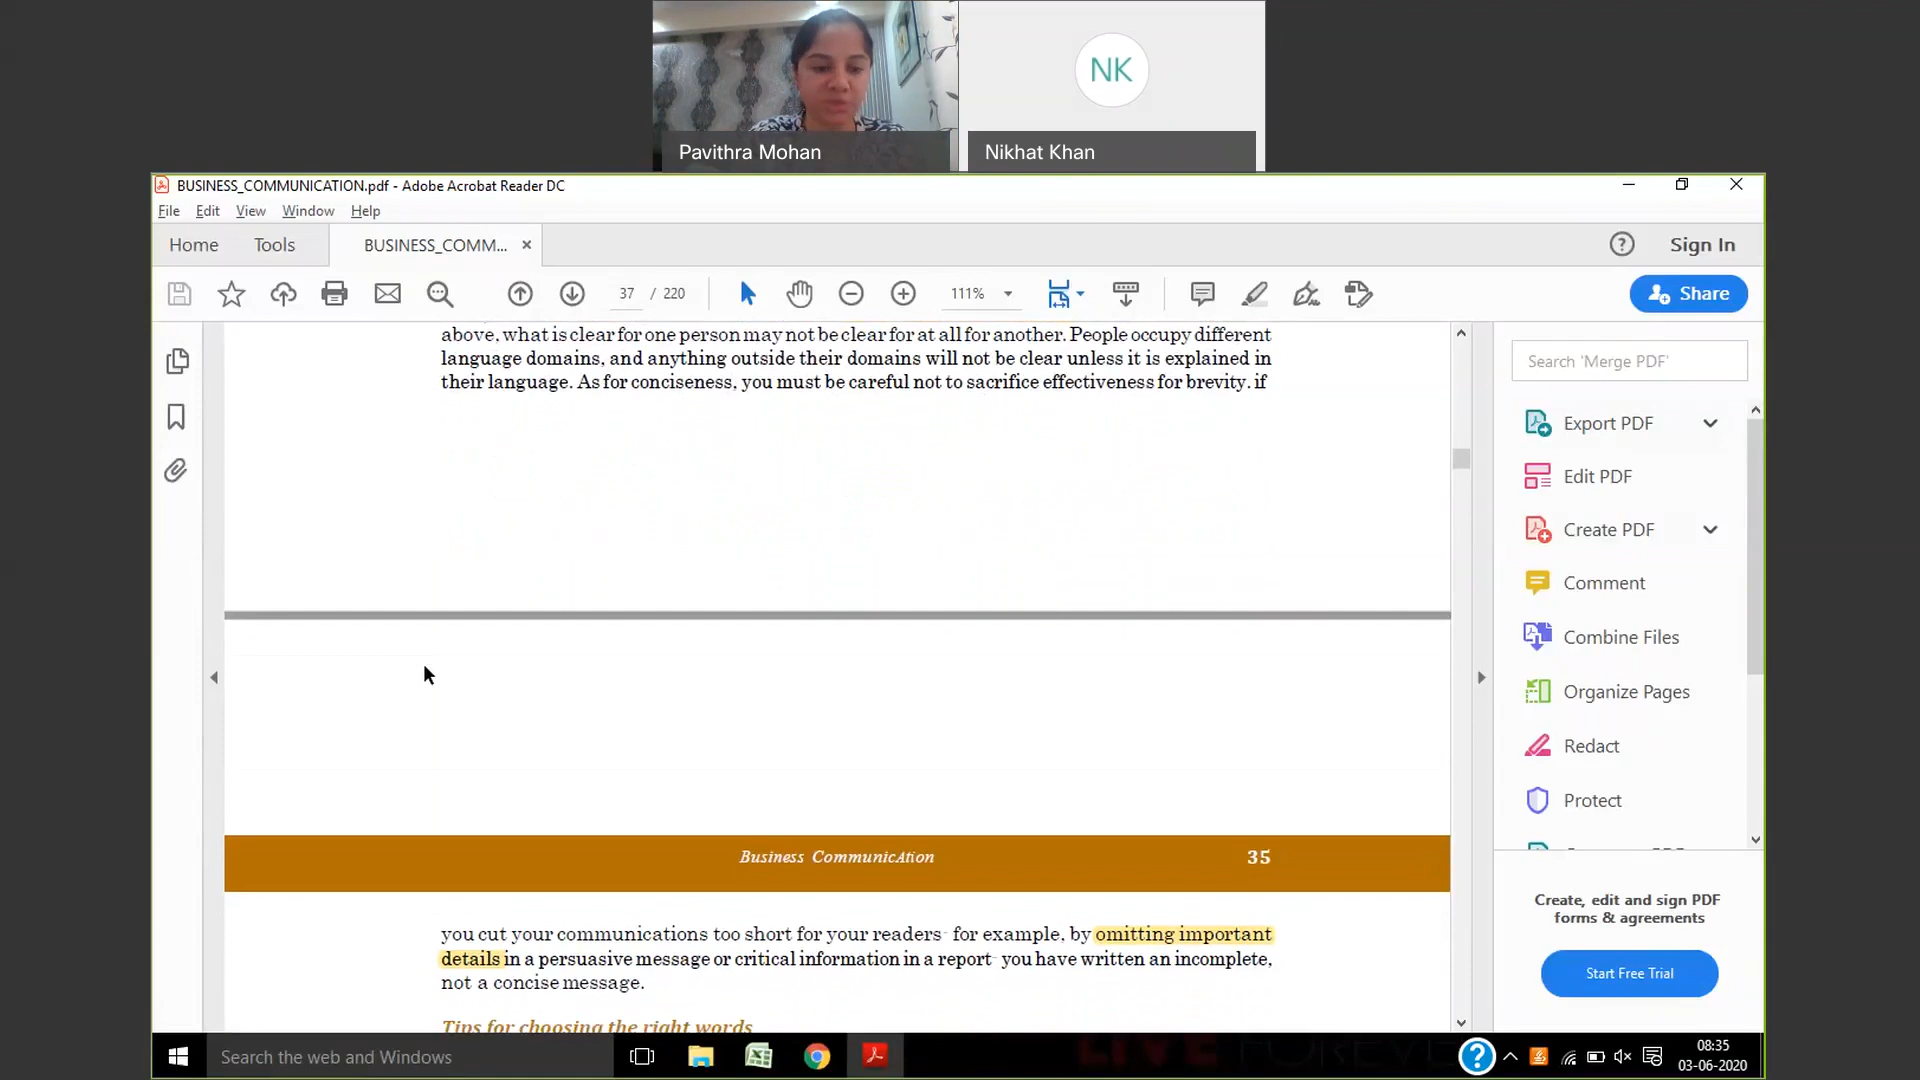 NK
Pavithra Mohan
Nikhat Khan
BUSINESS_COMMUNICATION.pdf - Adobe Acrobat Reader DC
File Edit View Window Help
Home Tools BUSINESS_COMM... × Sign In
37 / 220 111% Share
above, what is clear for one person may not be clear for at all for another. People occupy different
language domains, and anything outside their domains will not be clear unless it is explained in
their language. As for conciseness, you must be careful not to sacrifice effectiveness for brevity. if
Business CommunicAtion 35
you cut your communications too short for your readers- for example, by omitting important
details in a persuasive message or critical information in a report- you have written an incomplete,
not a concise message.
Tips for choosing the right words
Search 'Merge PDF'
Export PDF
Edit PDF
Create PDF
Comment
Combine Files
Organize Pages
Redact
Protect
Create, edit and sign PDF
forms & agreements
Start Free Trial
Search the web and Windows
08:35
03-06-2020